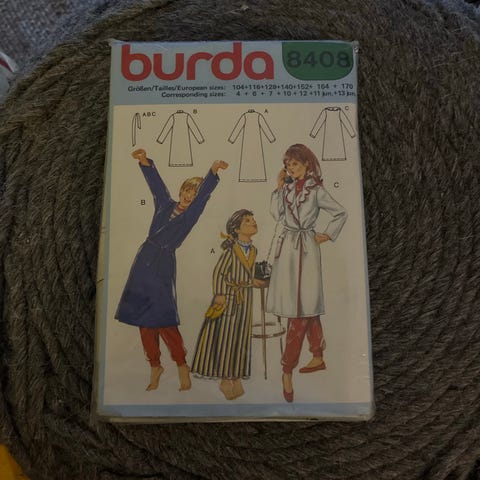 burda 8408
Größen/Tailles/European sizes: 104+116+128+140+152+ 164 + 170
Corresponding sizes: 4 + 6 + 7 + 10 + 12 +11 jun.+13 jun.
ABC
B
A
C
B
A
C